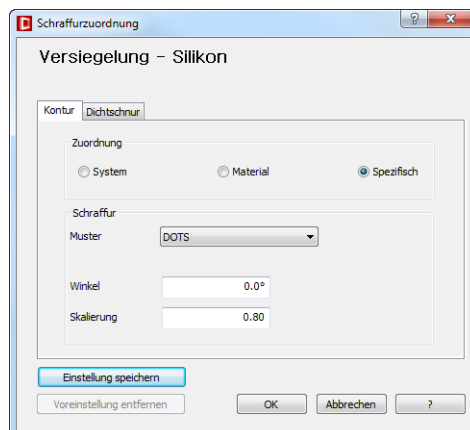 Schraffurzuordnung ?
Versiegelung - Silikon
Kontur Dichtschnur
Zuordnung
System Material Spezifisch
Schraffur
Muster DOTS
Winkel 0.0°
Skalierung 0.80
Einstellung speichern
Voreinstellung entfernen OK Abbrechen ?